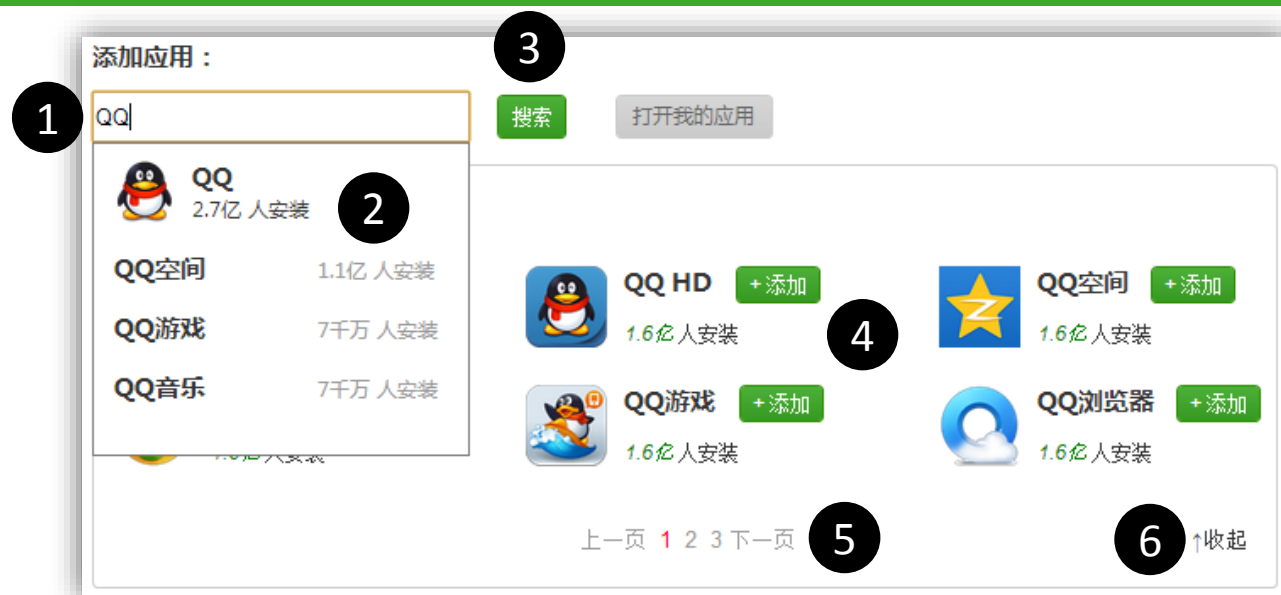 添加应用：
3
1
QQ
搜索
打开我的应用
QQ
2.7亿 人安装
2
QQ空间 1.1亿 人安装
QQ游戏 7千万 人安装
QQ音乐 7千万 人安装
QQ HD +添加
1.6亿人安装
4
QQ空间 +添加
1.6亿人安装
QQ游戏 +添加
1.6亿人安装
QQ浏览器 +添加
1.6亿人安装
上一页 1 2 3 下一页
5
6
↑收起